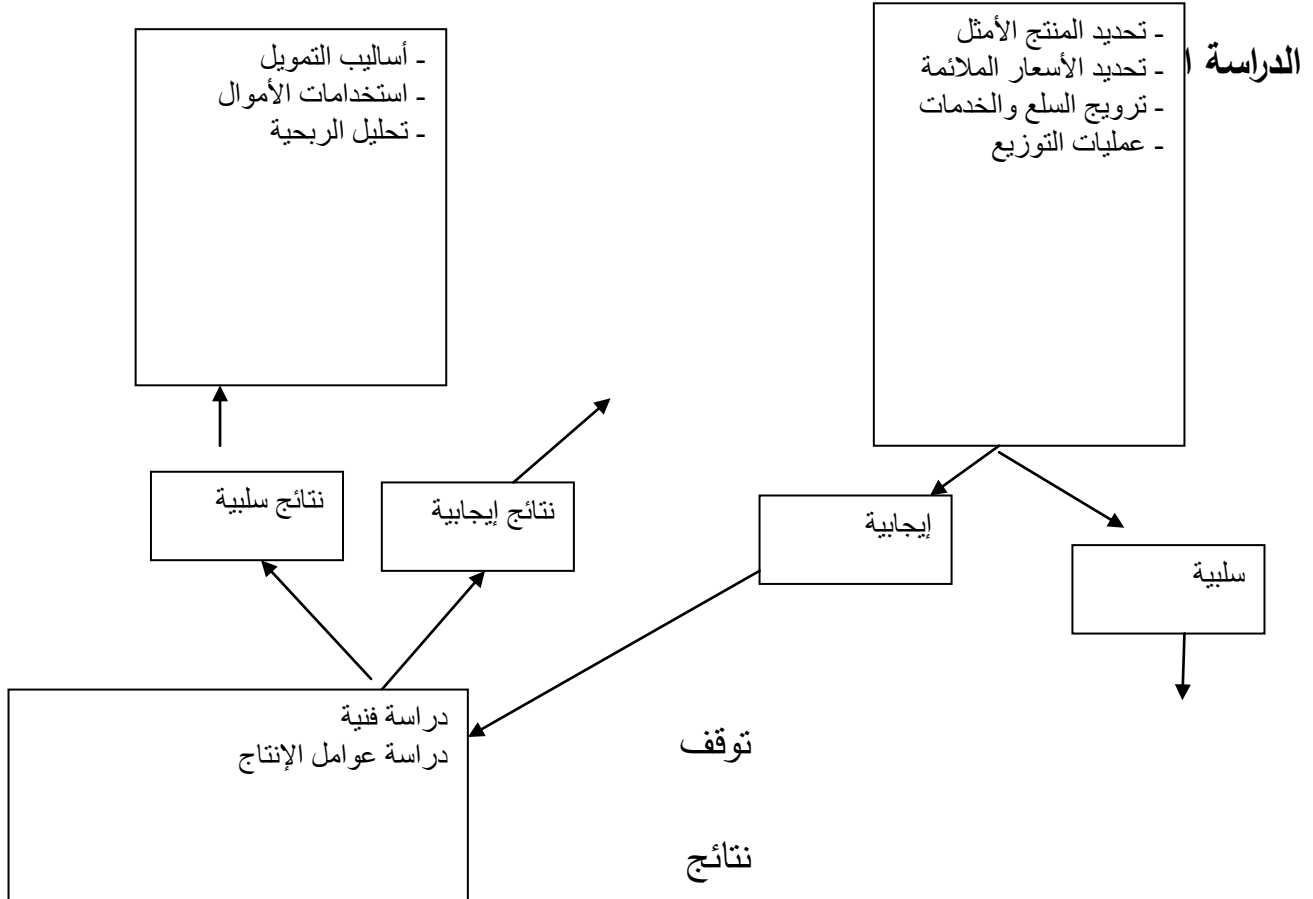 الدراسة ا
- تحديد المنتج الأمثل
- تحديد الأسعار الملائمة
- ترويج السلع والخدمات
- عمليات التوزيع
- أساليب التمويل
- استخدامات الأموال
- تحليل الربحية
سلبية
إيجابية
نتائج إيجابية
نتائج سلبية
دراسة فنية
دراسة عوامل الإنتاج
توقف
نتائج